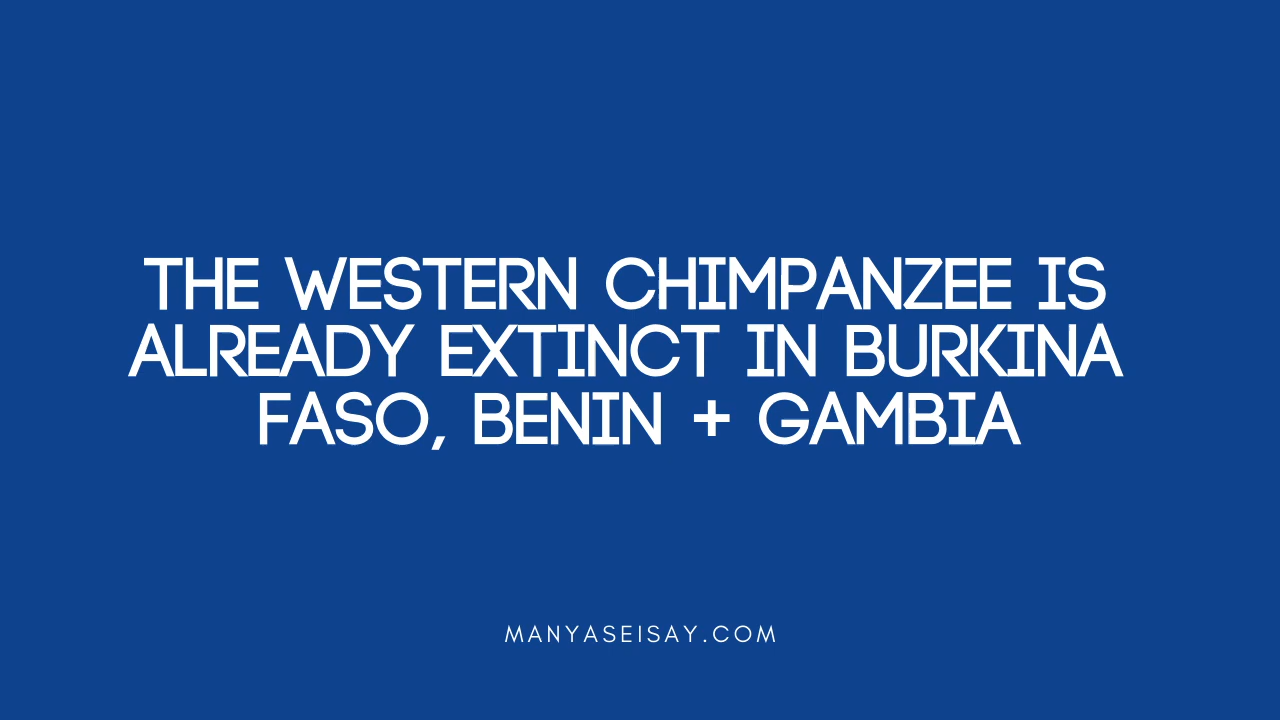 THE WESTERN CHIMPANZEE IS
ALREADY EXTINCT IN BURKINA
FASO, BENIN + GAMBIA
MANYASEISAY.COM